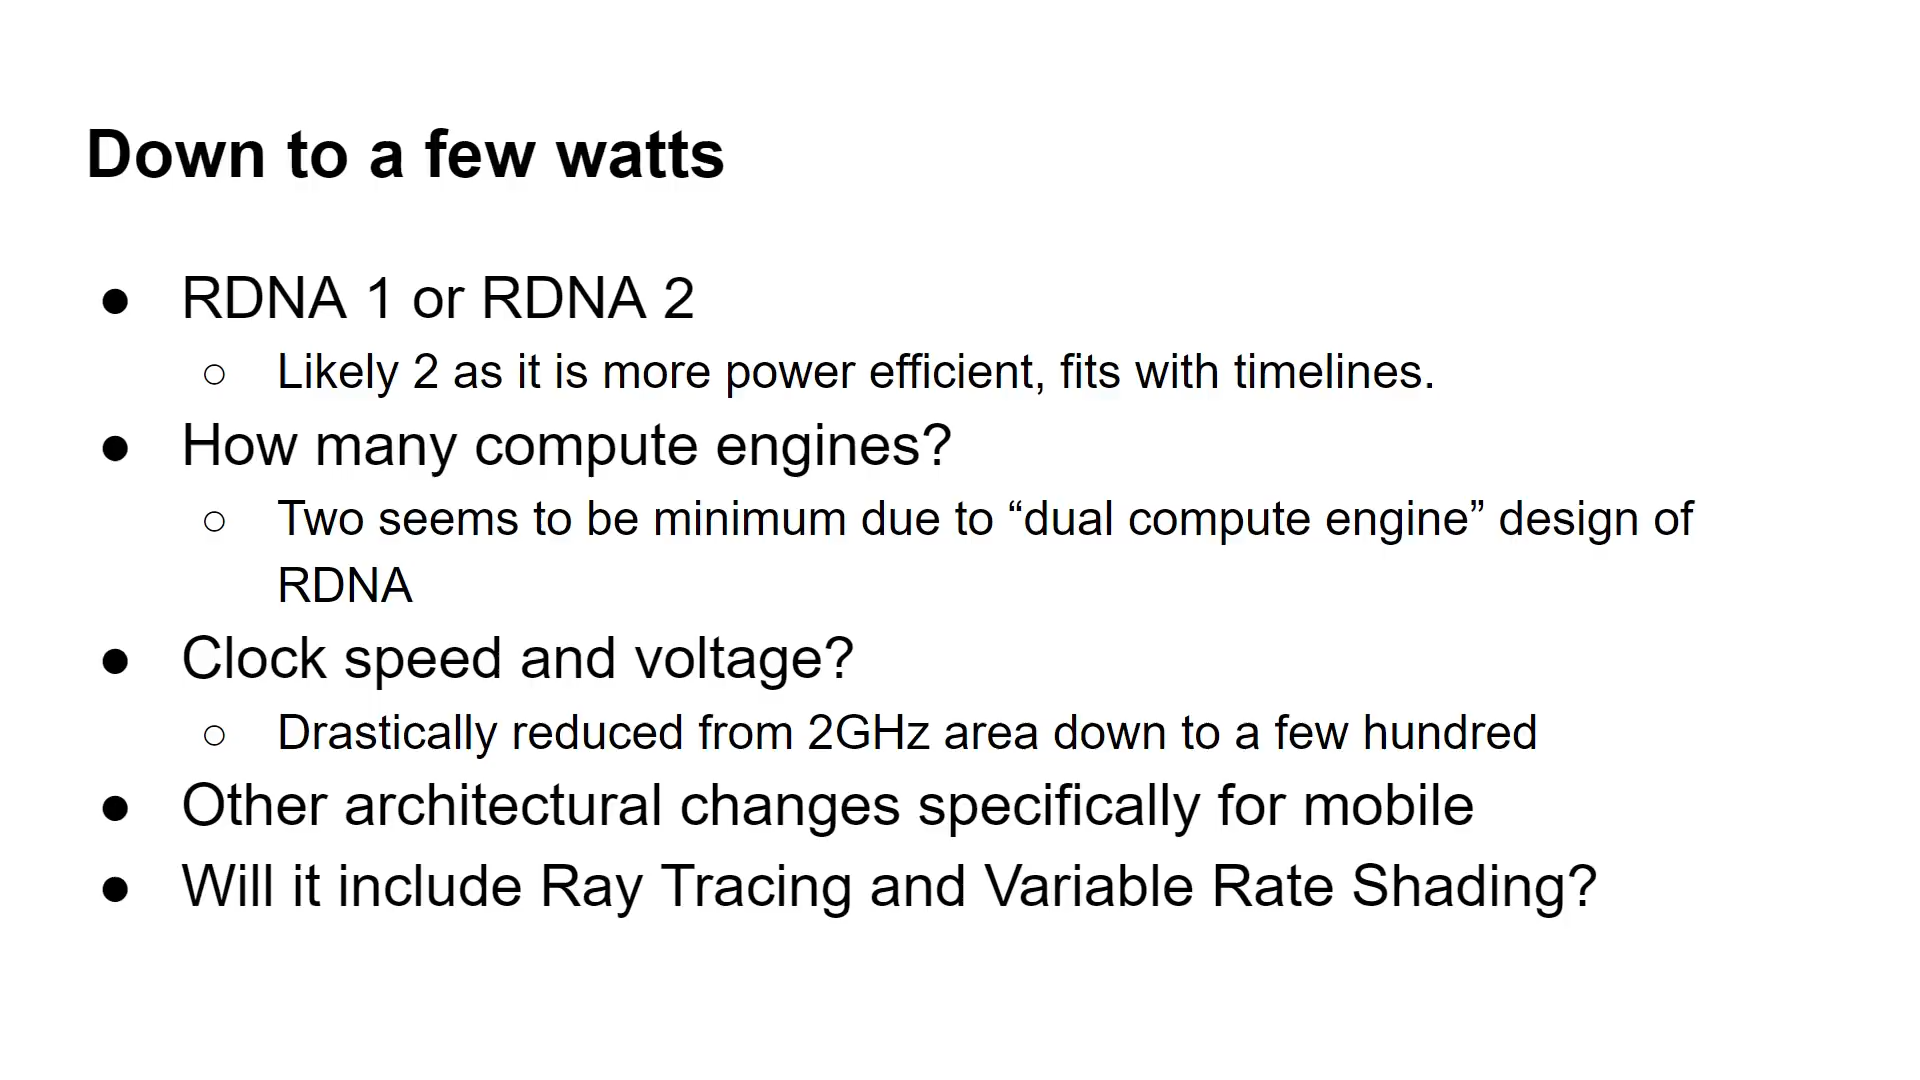 Down to a few watts
● RDNA 1 or RDNA 2
○ Likely 2 as it is more power efficient, fits with timelines.
● How many compute engines?
○ Two seems to be minimum due to “dual compute engine” design of
RDNA
● Clock speed and voltage?
○ Drastically reduced from 2GHz area down to a few hundred
● Other architectural changes specifically for mobile
● Will it include Ray Tracing and Variable Rate Shading?